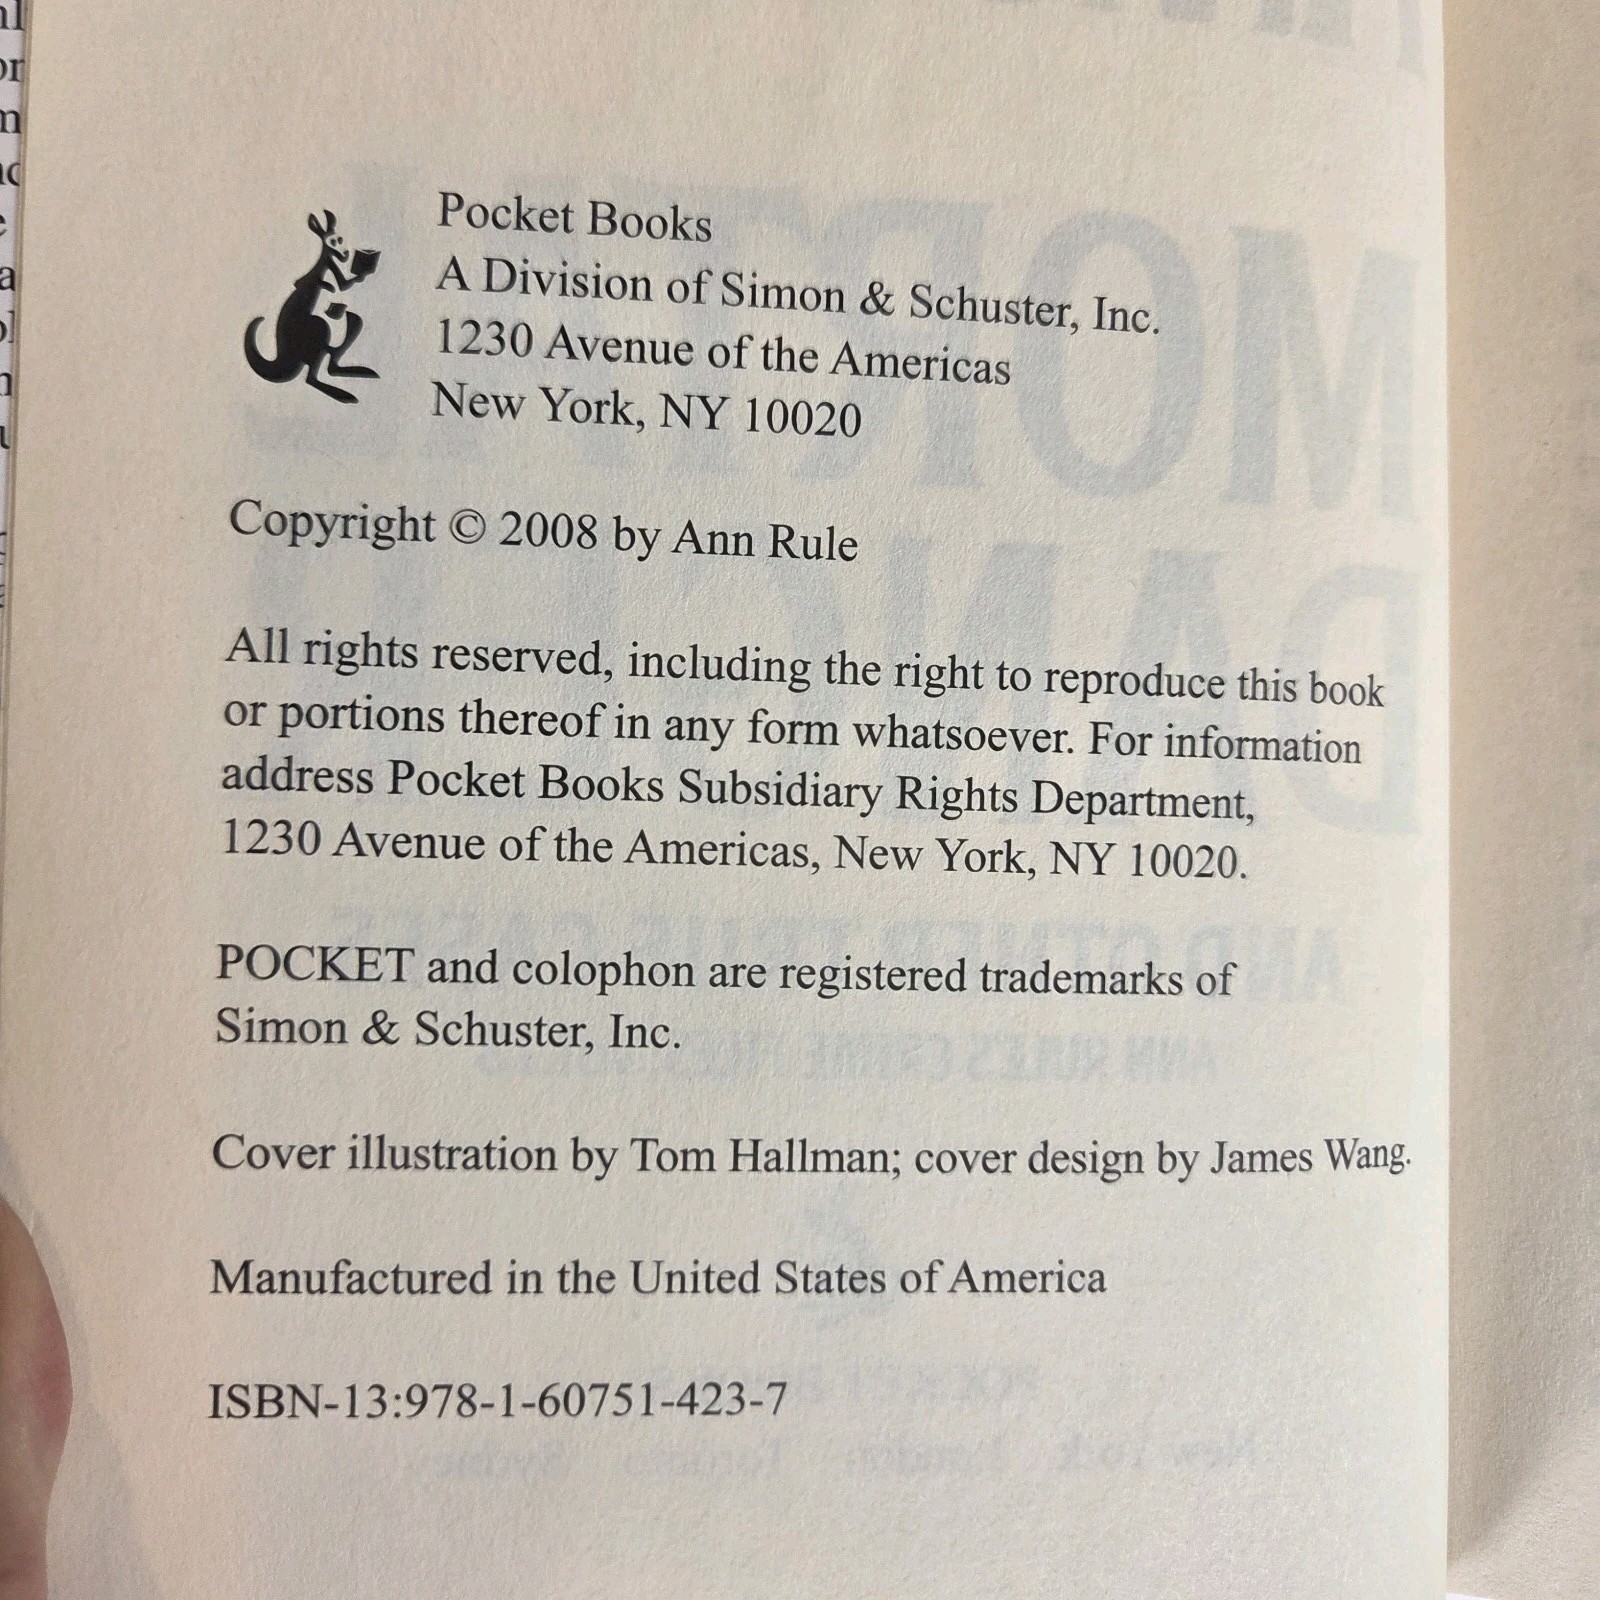 Pocket Books
A Division of Simon & Schuster, Inc.
1230 Avenue of the Americas
New York, NY 10020
Copyright © 2008 by Ann Rule
All rights reserved, including the right to reproduce this book
or portions thereof in any form whatsoever. For information
address Pocket Books Subsidiary Rights Department,
1230 Avenue of the Americas, New York, NY 10020.
POCKET and colophon are registered trademarks of
Simon & Schuster, Inc.
Cover illustration by Tom Hallman; cover design by James Wang.
Manufactured in the United States of America
ISBN-13:978-1-60751-423-7